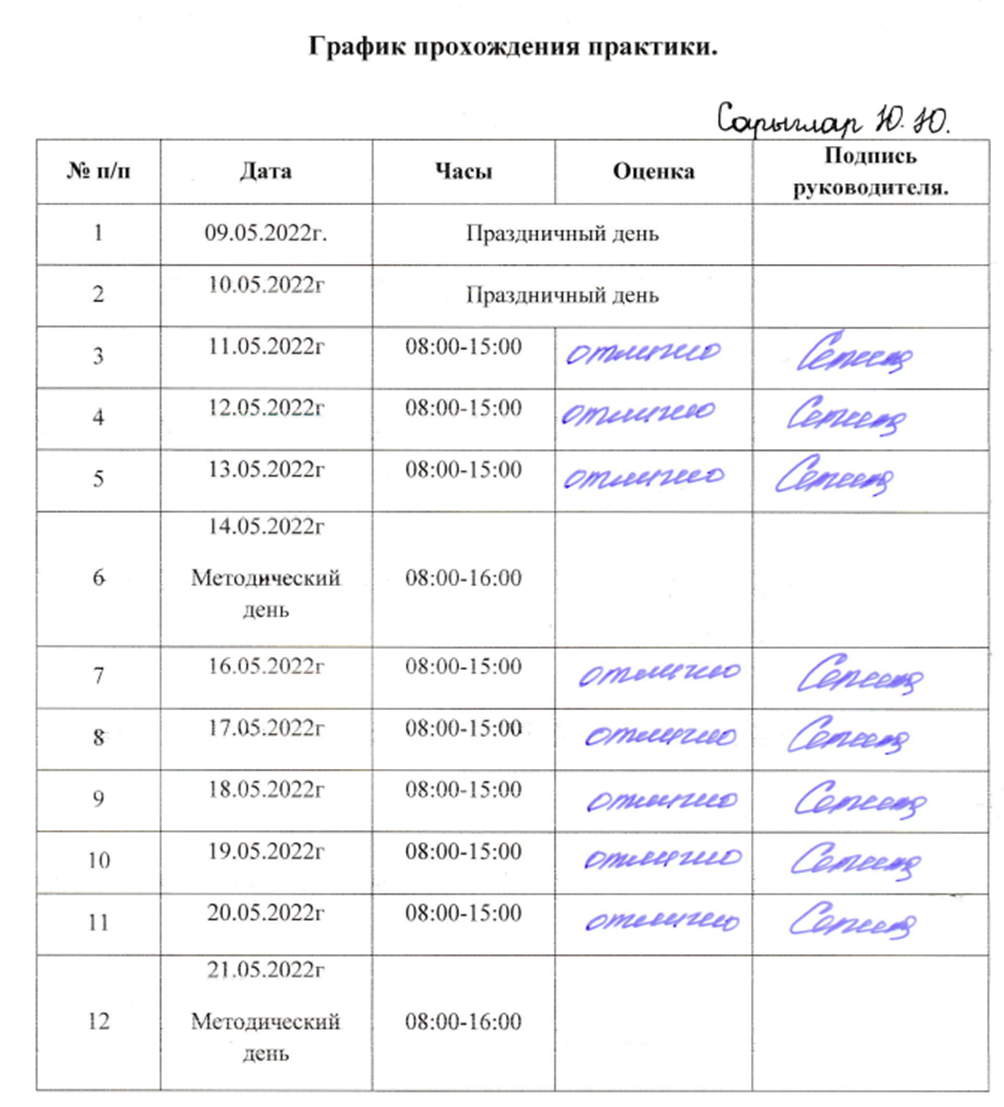 График прохождения практики.
Сарыглар Ю.Ю.
№ п/п Дата Часы Оценка Подпись
руководителя.
1 09.05.2022г. Праздничный день
2 10.05.2022г Праздничный день
3 11.05.2022г 08:00-15:00 отлично
4 12.05.2022г 08:00-15:00 отлично
5 13.05.2022г 08:00-15:00 отлично
14.05.2022г
6 Методический 08:00-16:00
день
7 16.05.2022г 08:00-15:00 отлично
8 17.05.2022г 08:00-15:00 отлично
9 18.05.2022г 08:00-15:00 отлично
10 19.05.2022г 08:00-15:00 отлично
11 20.05.2022г 08:00-15:00 отлично
21.05.2022г
12 Методический 08:00-16:00
день